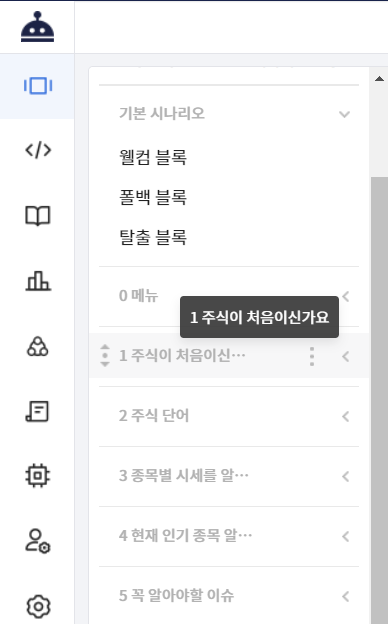 기본 시나리오
웰컴 블록
폴백 블록
탈출 블록
0 메뉴
1 주식이 처음이신가요
1 주식이 처음이신…
2 주식 단어
3 종목별 시세를 알…
4 현재 인기 종목 알…
5 꼭 알아야할 이슈